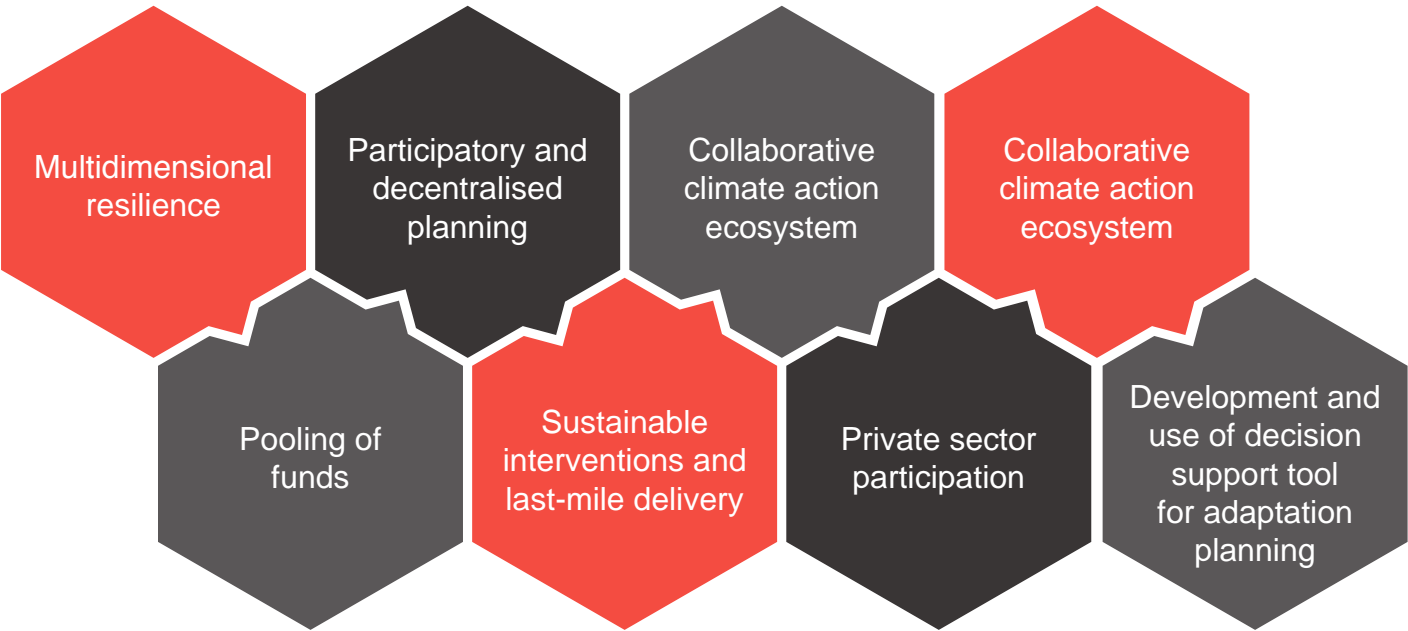 Multidimensional
resilience
Participatory and
decentralised
planning
Collaborative
climate action
ecosystem
Collaborative
climate action
ecosystem
Pooling of
funds
Sustainable
interventions and
last-mile delivery
Private sector
participation
Development and
use of decision
support tool
for adaptation
planning